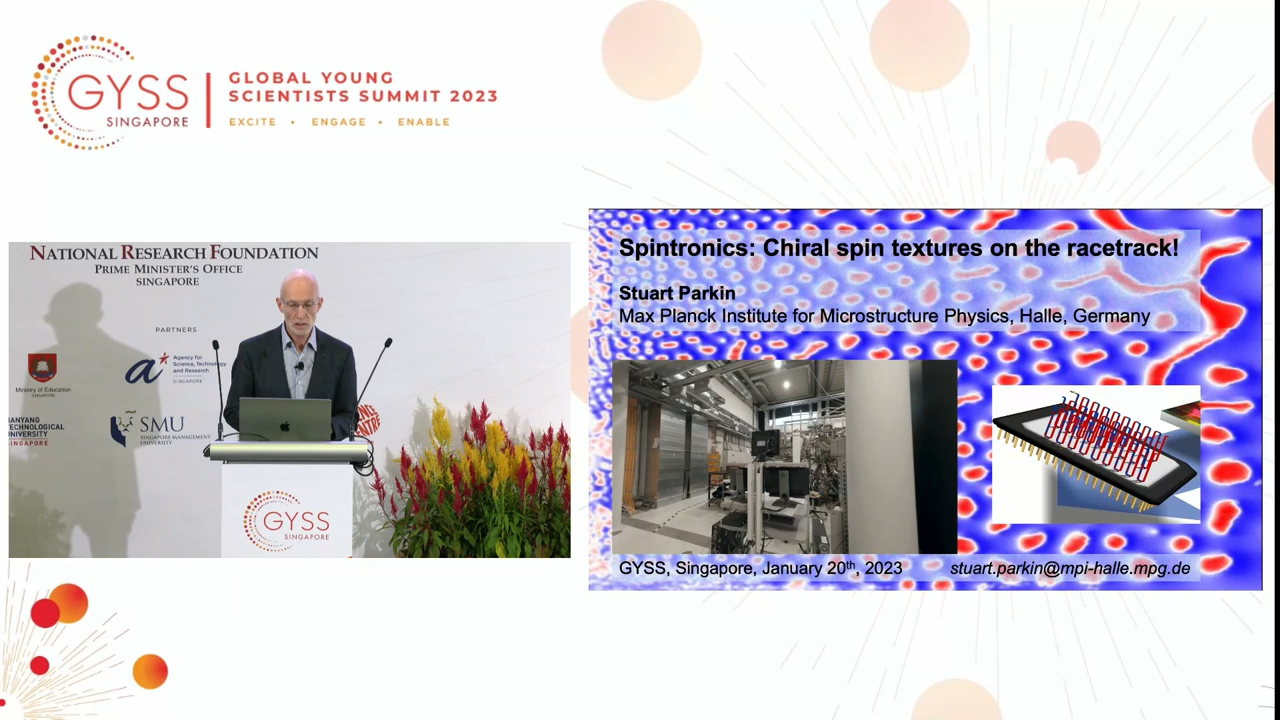 GYSS
SINGAPORE
GLOBAL YOUNG
SCIENTISTS SUMMIT 2023
EXCITE • ENGAGE • ENABLE
NATIONAL RESEARCH FOUNDATION
PRIME MINISTER'S OFFICE
SINGAPORE
PARTNERS
Ministry of Education
SINGAPORE
Agency for
Science, Technology
and Research
SINGAPORE
NANYANG
TECHNOLOGICAL
UNIVERSITY
SINGAPORE
SMU
SINGAPORE MANAGEMENT
UNIVERSITY
GYSS
SINGAPORE
Spintronics: Chiral spin textures on the racetrack!
Stuart Parkin
Max Planck Institute for Microstructure Physics, Halle, Germany
GYSS, Singapore, January 20th, 2023
stuart.parkin@mpi-halle.mpg.de